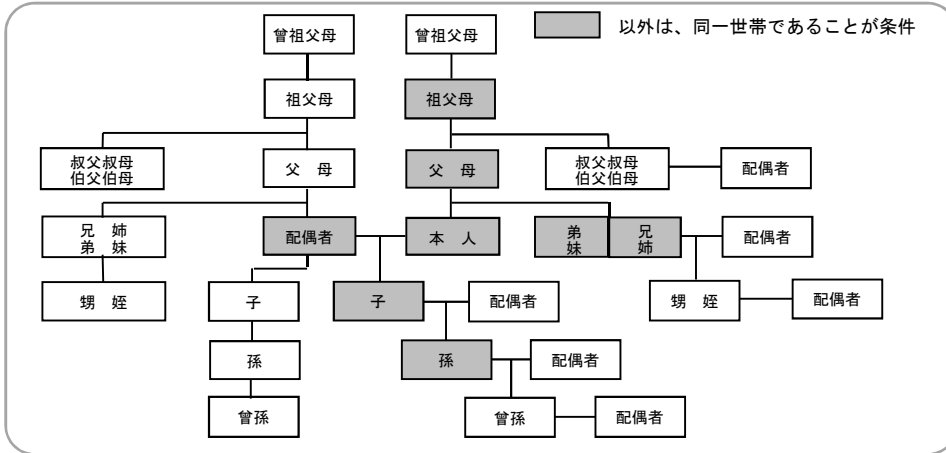 曾祖父母
曾祖父母
以外は、同一世帯であることが条件
祖父母
祖父母
叔父叔母
伯父伯母
父　母
父　母
叔父叔母
伯父伯母
配偶者
兄　姉
弟　妹
配偶者
本　人
弟
妹
兄
姉
配偶者
甥　姪
子
子
配偶者
甥　姪
配偶者
孫
孫
配偶者
曾孫
曾孫
配偶者